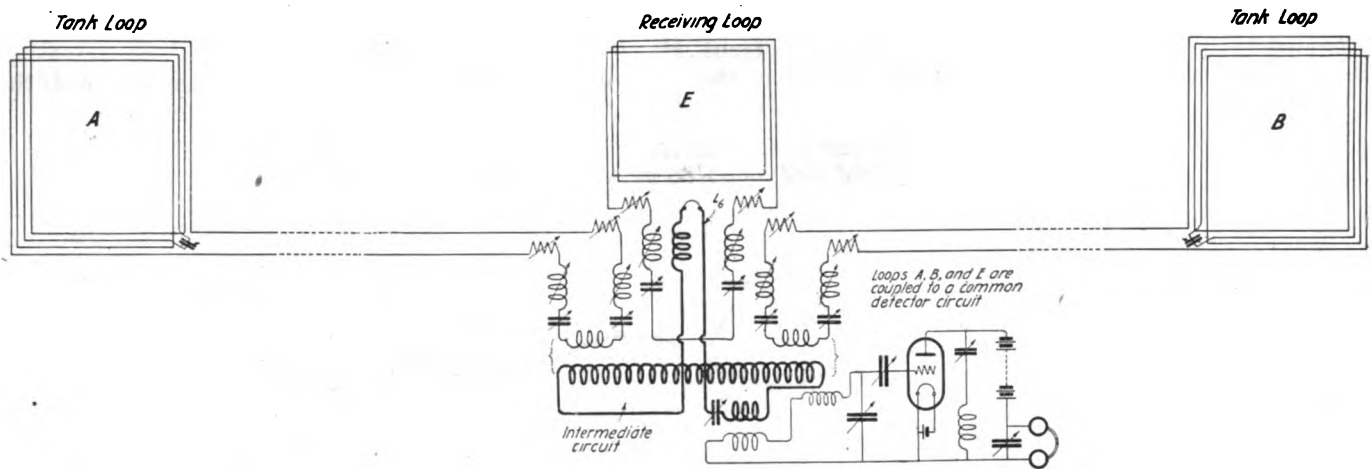 Tank Loop
Receiving Loop
Tank Loop
A
E
B
L6
Loops A, B, and E are
coupled to a common
detector circuit
Intermediate
circuit